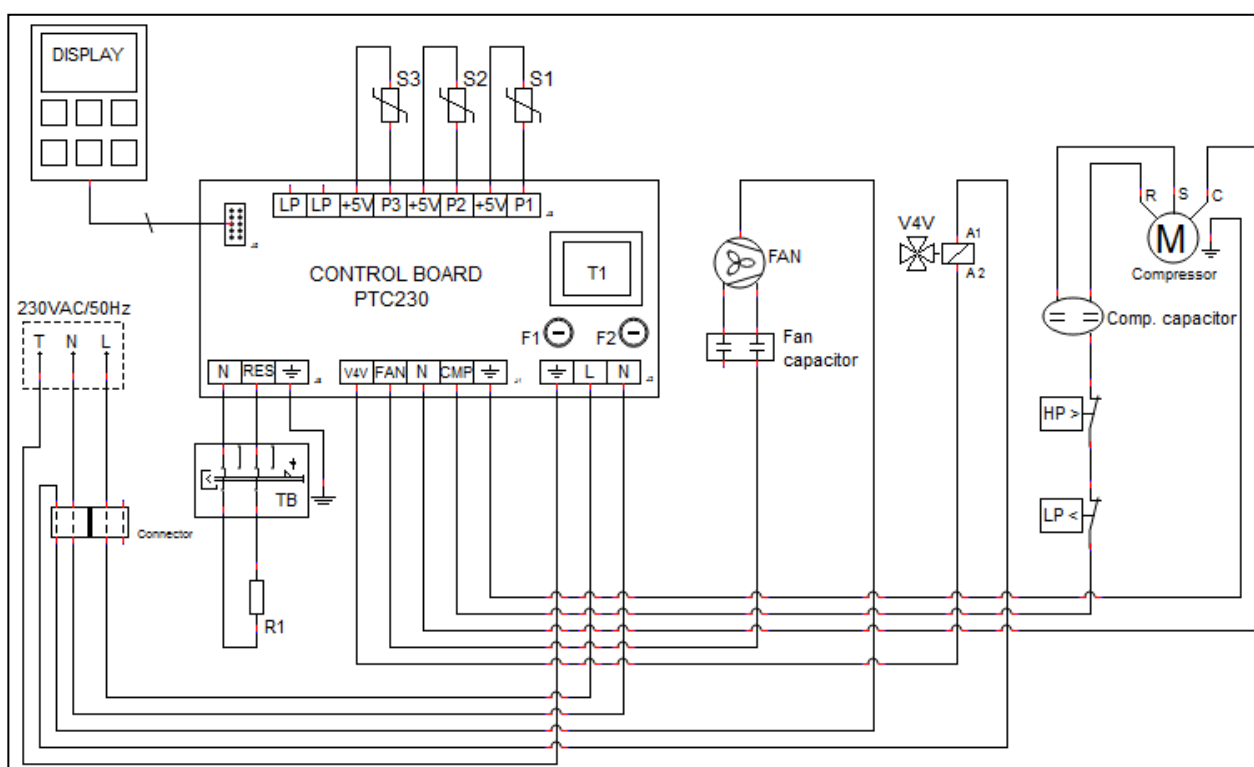 DISPLAY
S3 S2 S1
LP LP +5V P3 +5V P2 +5V P1
CONTROL BOARD
PTC230
T1
F1 F2
230VAC/50Hz
T N L
N RES
V4V FAN N CMP
L N
TB
Connector
R1
FAN
Fan
capacitor
V4V
A1
A2
R S C
M
Compressor
Comp. capacitor
HP >
LP <